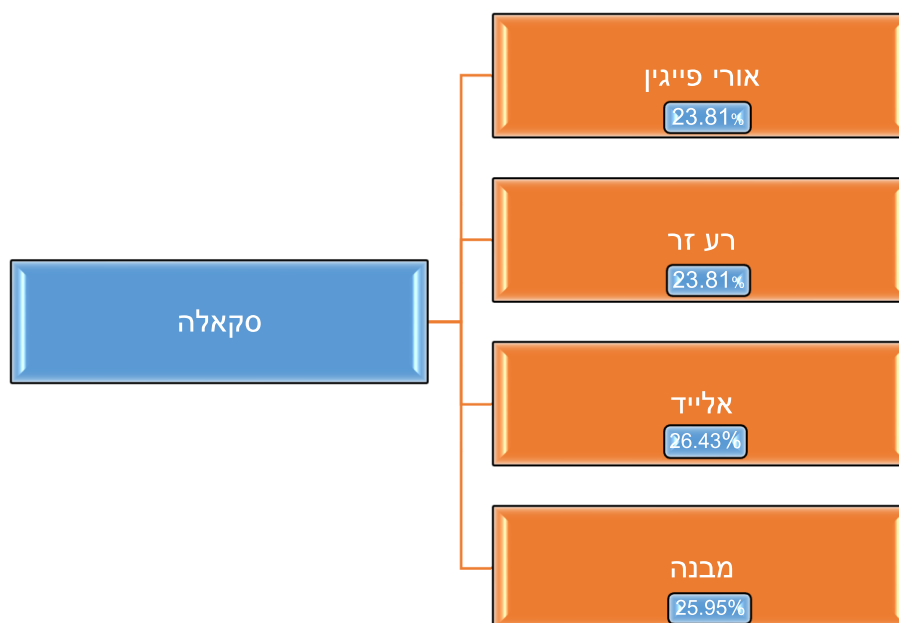 אורי פייגין
23.81%
רע זר
23.81%
סקאלה
אלייד
26.43%
מבנה
25.95%